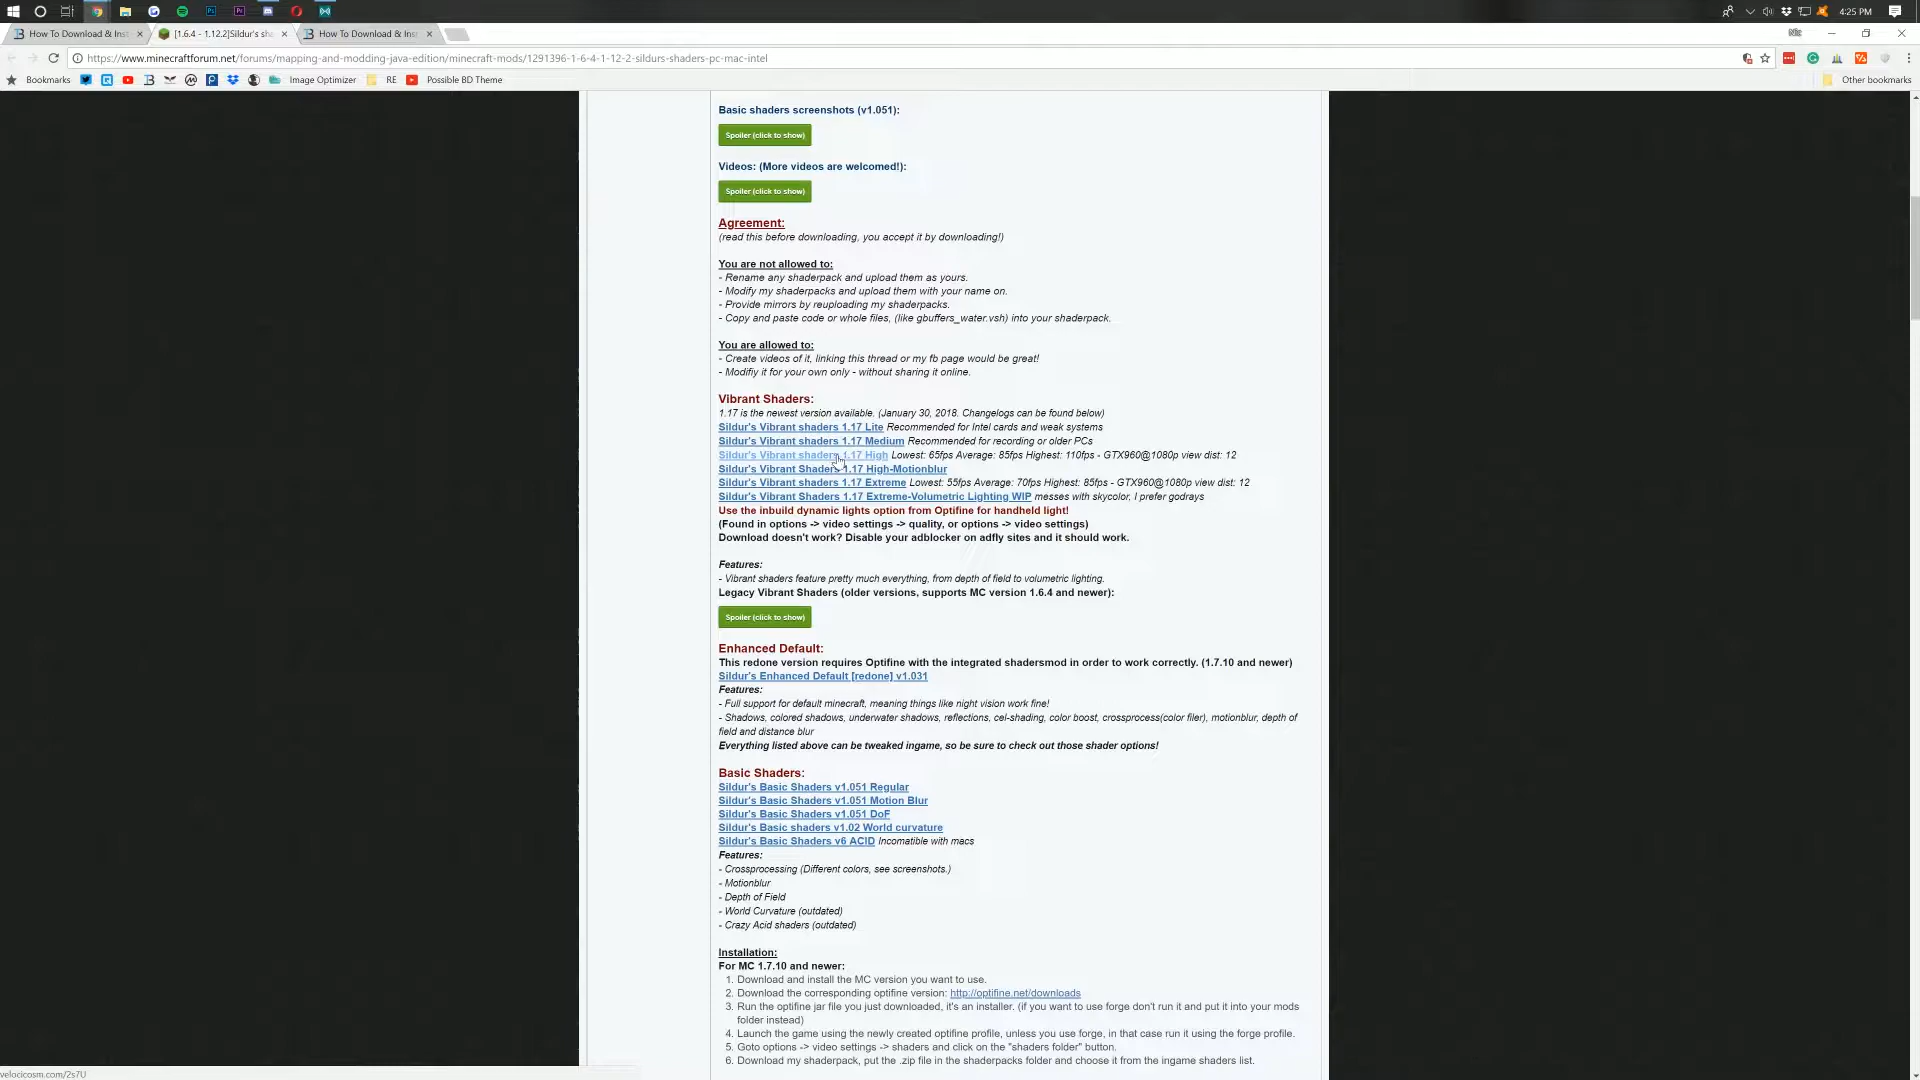 4:25 PM
How To Download & Inst
[1.6.4 - 1.12.2]Sildur's sha
How To Download & Ins
https://www.minecraftforum.net/forums/mapping-and-modding-java-edition/minecraft-mods/1291396-1-6-4-1-12-2-sildurs-shaders-pc-mac-intel
Bookmarks Image Optimizer RE Possible BD Theme Other bookmarks
Basic shaders screenshots (v1.051):
Spoiler (click to show)
Videos: (More videos are welcomed!):
Spoiler (click to show)
Agreement:
(read this before downloading, you accept it by downloading!)
You are not allowed to:
- Rename any shaderpack and upload them as yours.
- Modify my shaderpacks and upload them with your name on.
- Provide mirrors by reuploading my shaderpacks.
- Copy and paste code or whole files, (like gbuffers_water.vsh) into your shaderpack.
You are allowed to:
- Create videos of it, linking this thread or my fb page would be great!
- Modifiy it for your own only - without sharing it online.
Vibrant Shaders:
1.17 is the newest version available. (January 30, 2018. Changelogs can be found below)
Sildur's Vibrant shaders 1.17 Lite Recommended for Intel cards and weak systems
Sildur's Vibrant shaders 1.17 Medium Recommended for recording or older PCs
Sildur's Vibrant shaders 1.17 High Lowest: 65fps Average: 85fps Highest: 110fps - GTX960@1080p view dist: 12
Sildur's Vibrant Shaders 1.17 High-Motionblur
Sildur's Vibrant shaders 1.17 Extreme Lowest: 55fps Average: 70fps Highest: 85fps - GTX960@1080p view dist: 12
Sildur's Vibrant Shaders 1.17 Extreme-Volumetric Lighting WIP messes with skycolor, I prefer godrays
Use the inbuild dynamic lights option from Optifine for handheld light!
(Found in options -> video settings -> quality, or options -> video settings)
Download doesn't work? Disable your adblocker on adfly sites and it should work.
Features:
- Vibrant shaders feature pretty much everything, from depth of field to volumetric lighting.
Legacy Vibrant Shaders (older versions, supports MC version 1.6.4 and newer):
Spoiler (click to show)
Enhanced Default:
This redone version requires Optifine with the integrated shadersmod in order to work correctly. (1.7.10 and newer)
Sildur's Enhanced Default [redone] v1.031
Features:
- Full support for default minecraft, meaning things like night vision work fine!
- Shadows, colored shadows, underwater shadows, reflections, cel-shading, color boost, crossprocess(color filer), motionblur, depth of
field and distance blur
Everything listed above can be tweaked ingame, so be sure to check out those shader options!
Basic Shaders:
Sildur's Basic Shaders v1.051 Regular
Sildur's Basic Shaders v1.051 Motion Blur
Sildur's Basic Shaders v1.051 DoF
Sildur's Basic shaders v1.02 World curvature
Sildur's Basic Shaders v6 ACID Incomatible with macs
Features:
- Crossprocessing (Different colors, see screenshots.)
- Motionblur
- Depth of Field
- World Curvature (outdated)
- Crazy Acid shaders (outdated)
Installation:
For MC 1.7.10 and newer:
1. Download and install the MC version you want to use.
2. Download the corresponding optifine version: http://optifine.net/downloads
3. Run the optifine jar file you just downloaded, it's an installer. (if you want to use forge don't run it and put it into your mods
folder instead)
4. Launch the game using the newly created optifine profile, unless you use forge, in that case run it using the forge profile.
5. Goto options -> video settings -> shaders and click on the "shaders folder" button.
6. Download my shaderpack, put the .zip file in the shaderpacks folder and choose it from the ingame shaders list.
velocicosm.com/2s7U